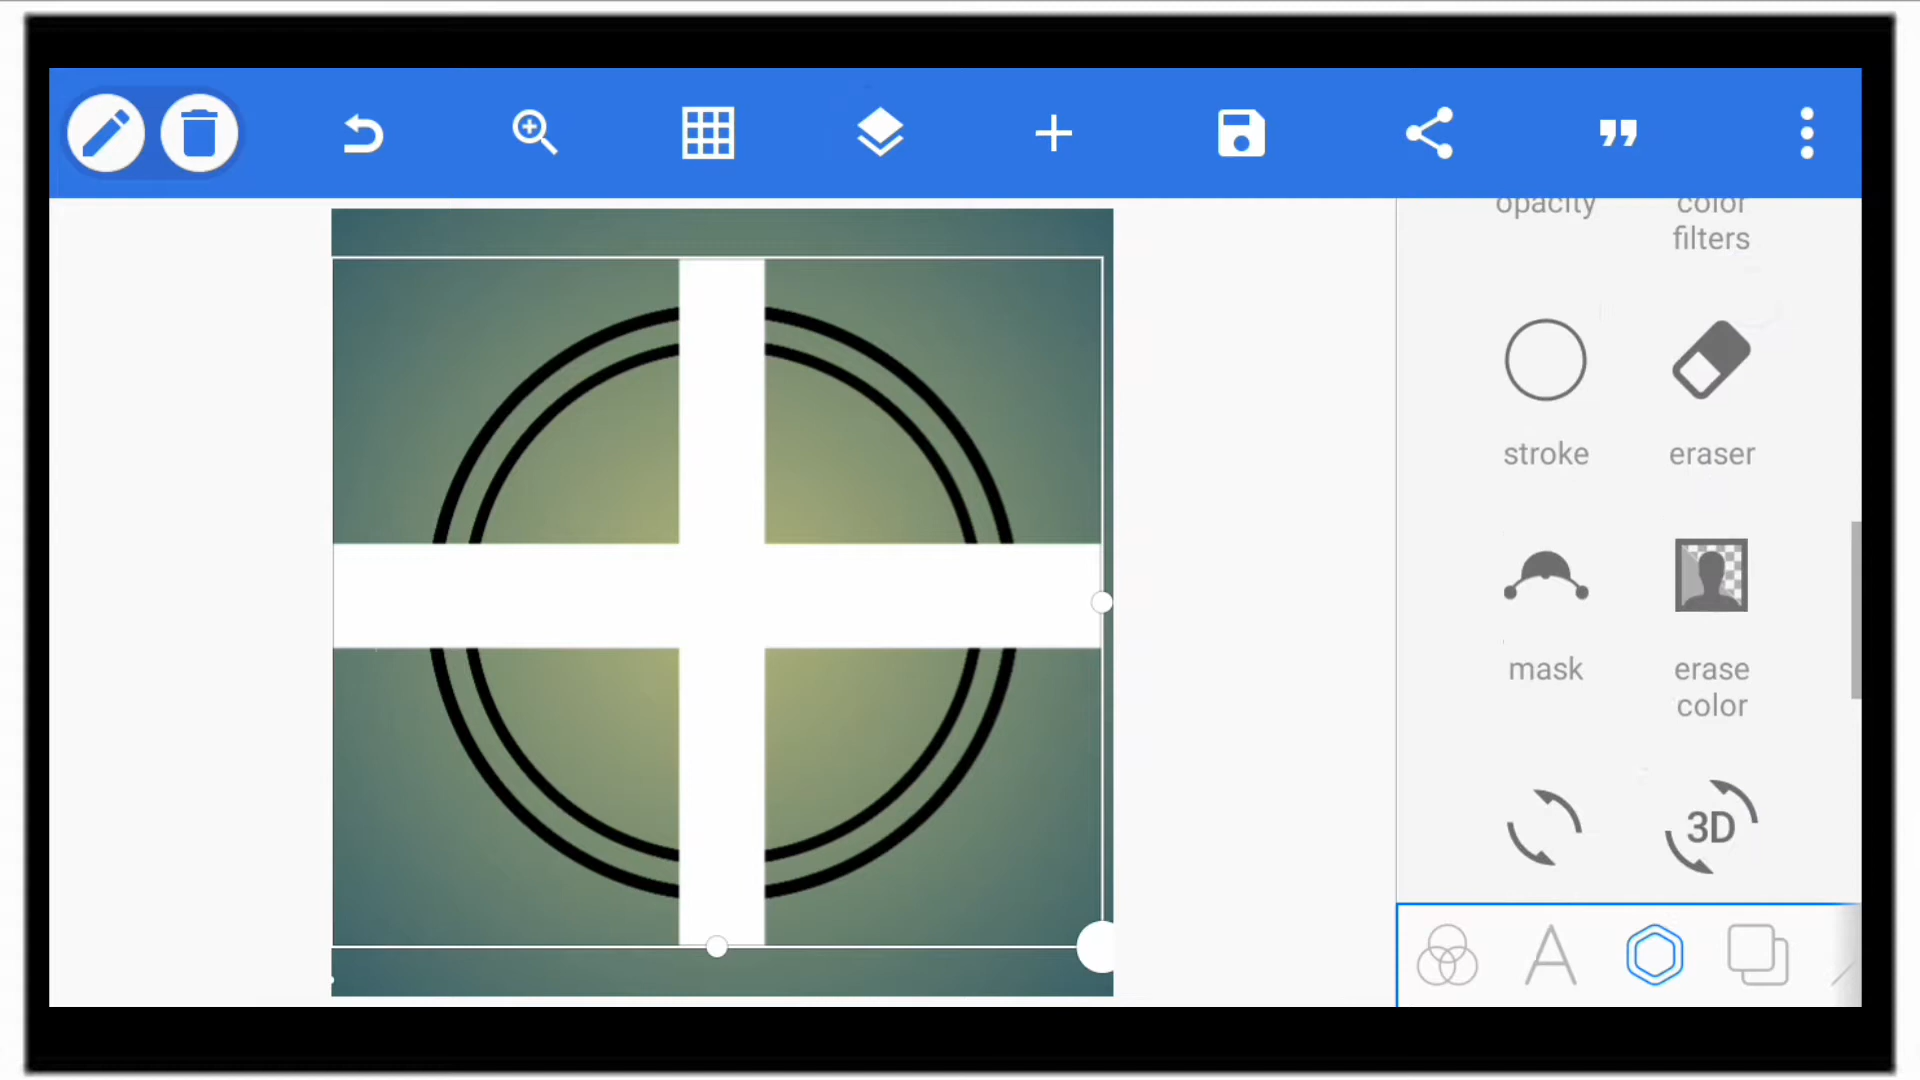 opacity
color
filters
stroke
eraser
mask
erase
color
3D